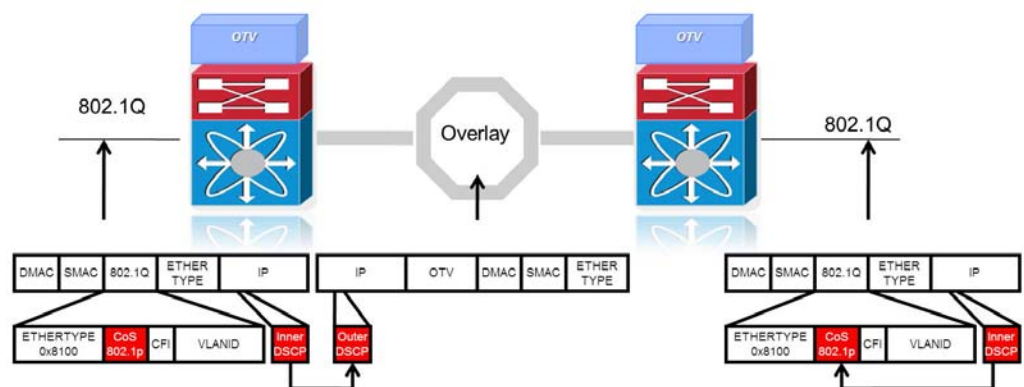 OTV
OTV
802.1Q
Overlay
802.1Q
DMAC
SMAC
802.1Q
ETHER
TYPE
IP
IP
OTV
DMAC
SMAC
ETHER
TYPE
DMAC
SMAC
802.1Q
ETHER
TYPE
IP
ETHERTYPE
0x8100
CoS
802.1p
CFI
VLANID
Inner
DSCP
Outer
DSCP
ETHERTYPE
0x8100
CoS
802.1p
CFI
VLANID
Inner
DSCP